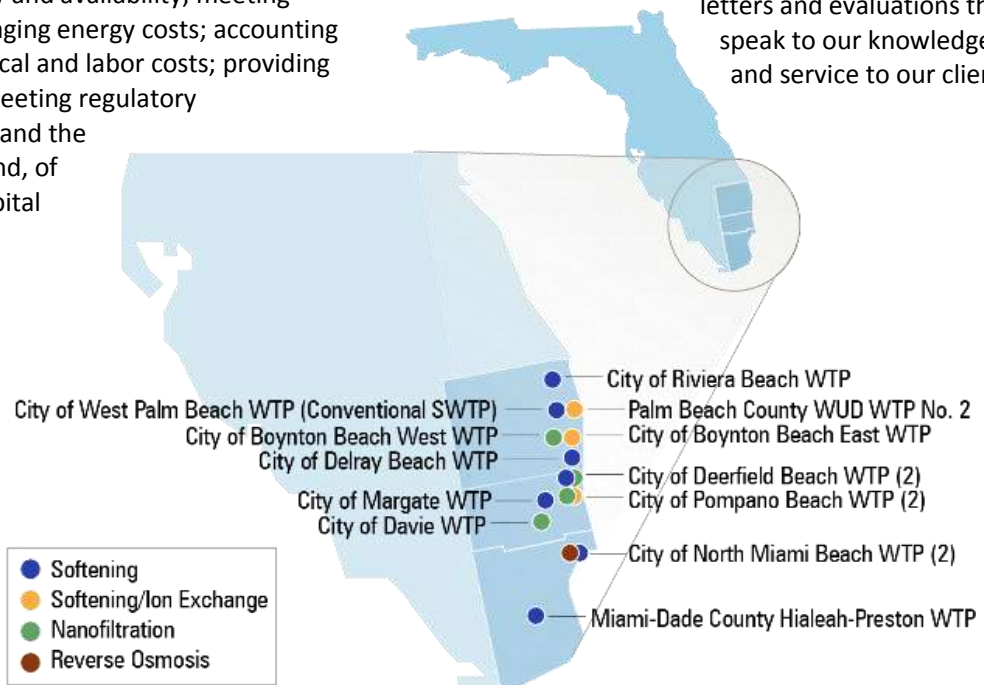 y and availability; meeting
ging energy costs; accounting
cal and labor costs; providing
eeting regulatory
and the
nd, of
pital
letters and evaluations th
speak to our knowledge
and service to our clien
City of Riviera Beach WTP
City of West Palm Beach WTP (Conventional SWTP)
Palm Beach County WUD WTP No. 2
City of Boynton Beach West WTP
City of Boynton Beach East WTP
City of Delray Beach WTP
City of Deerfield Beach WTP (2)
City of Margate WTP
City of Pompano Beach WTP (2)
City of Davie WTP
City of North Miami Beach WTP (2)
Miami-Dade County Hialeah-Preston WTP
Softening
Softening/Ion Exchange
Nanofiltration
Reverse Osmosis